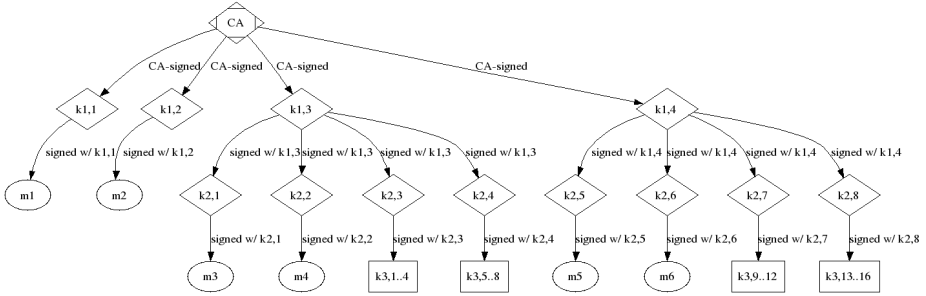 CA
CA-signed CA-signed CA-signed CA-signed
k1,1 k1,2 k1,3 k1,4
signed w/ k1,1 signed w/ k1,2 signed w/ k1,3 signed w/ k1,3 signed w/ k1,3 signed w/ k1,3 signed w/ k1,4 signed w/ k1,4 signed w/ k1,4 signed w/ k1,4
m1 m2 k2,1 k2,2 k2,3 k2,4 k2,5 k2,6 k2,7 k2,8
signed w/ k2,1 signed w/ k2,2 signed w/ k2,3 signed w/ k2,4 signed w/ k2,5 signed w/ k2,6 signed w/ k2,7 signed w/ k2,8
m3 m4 k3,1..4 k3,5..8 m5 m6 k3,9..12 k3,13..16